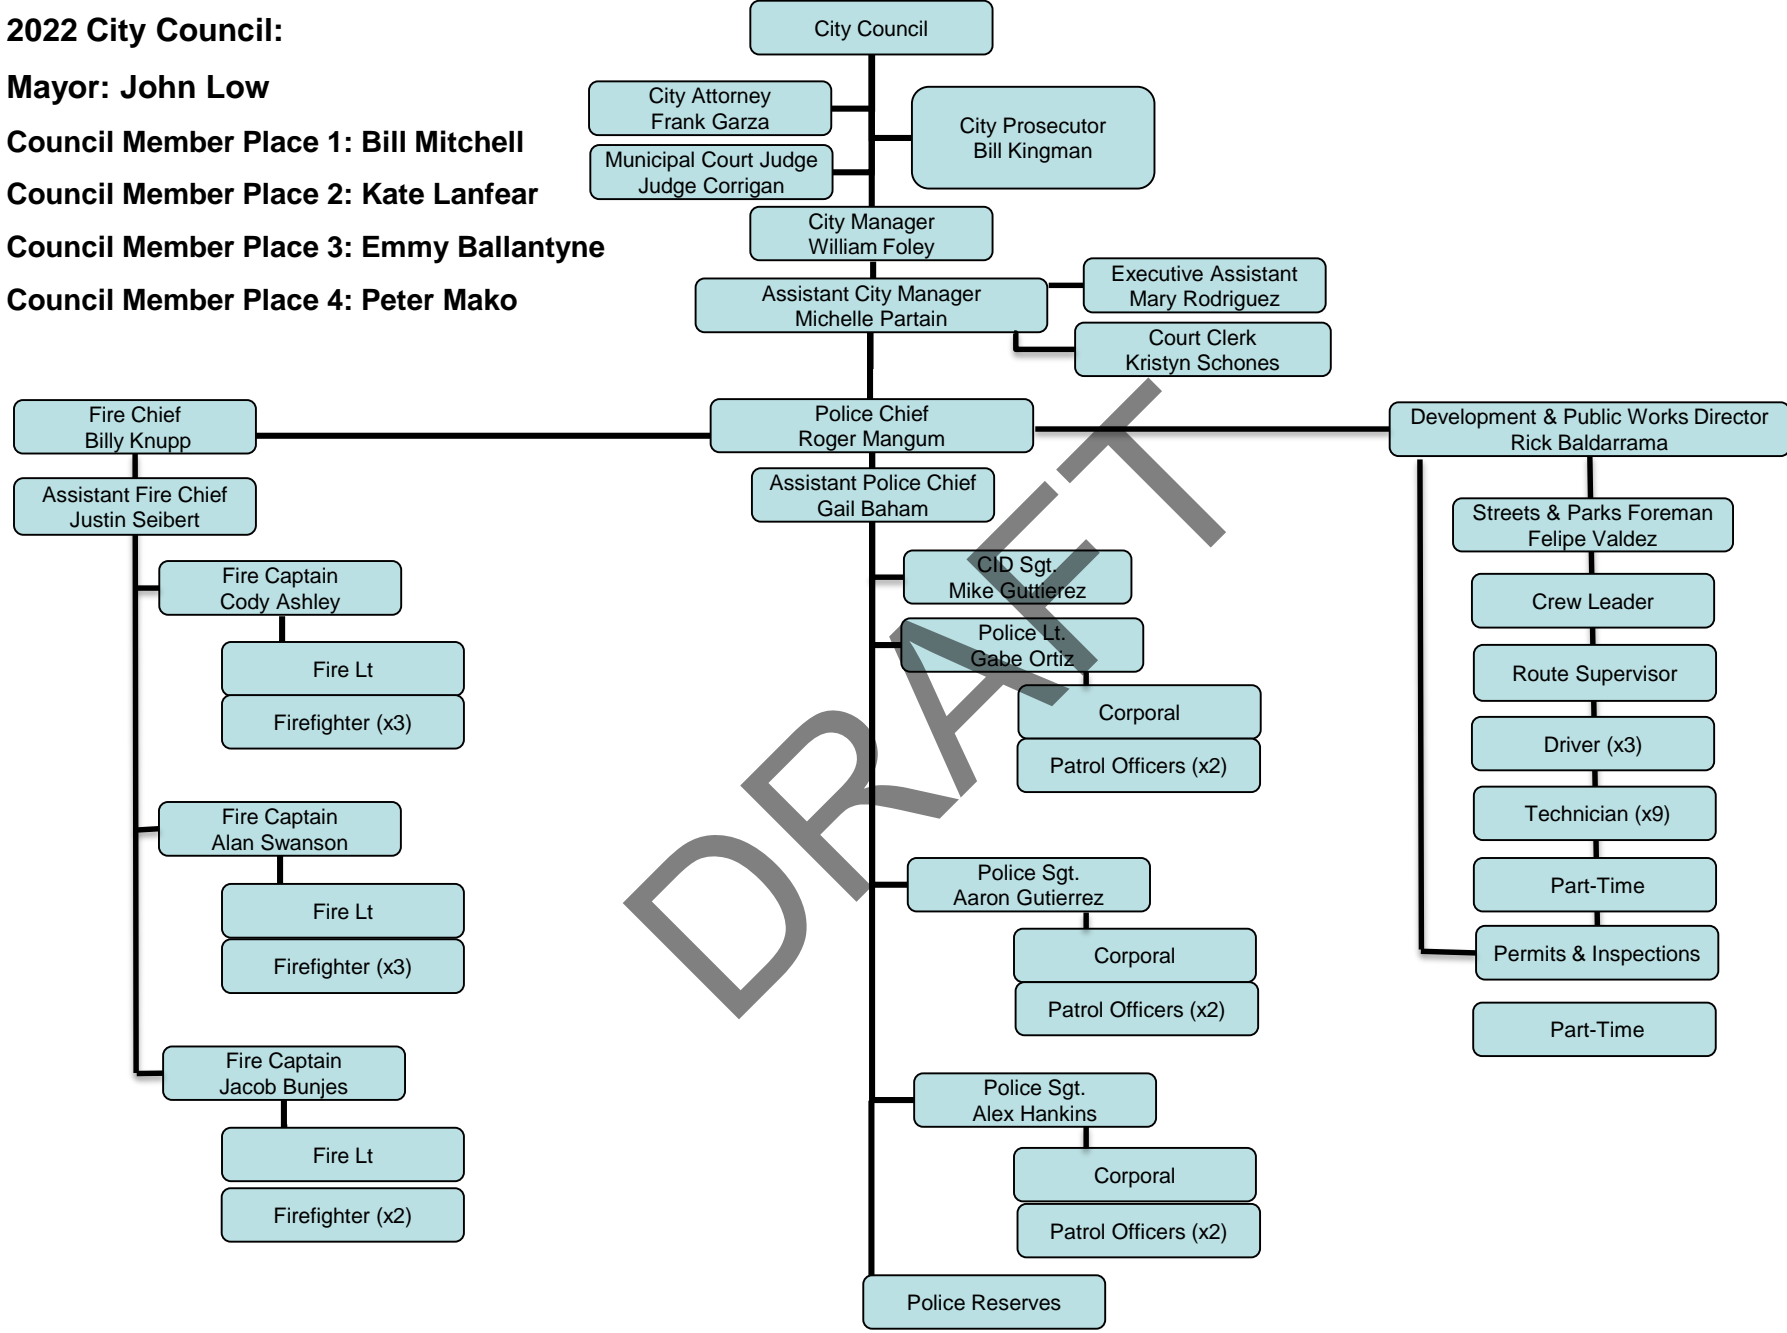 2022 City Council:
Mayor: John Low
Council Member Place 1: Bill Mitchell
Council Member Place 2: Kate Lanfear
Council Member Place 3: Emmy Ballantyne
Council Member Place 4: Peter Mako
City Council
City Attorney
Frank Garza
City Prosecutor
Bill Kingman
Municipal Court Judge
Judge Corrigan
City Manager
William Foley
Assistant City Manager
Michelle Partain
Executive Assistant
Mary Rodriguez
Court Clerk
Kristyn Schones
Fire Chief
Billy Knupp
Assistant Fire Chief
Justin Seibert
Fire Captain
Cody Ashley
Fire Lt
Firefighter (x3)
Fire Captain
Alan Swanson
Fire Lt
Firefighter (x3)
Fire Captain
Jacob Bunjes
Fire Lt
Firefighter (x2)
Police Chief
Roger Mangum
Assistant Police Chief
Gail Baham
CID Sgt.
Mike Guttierez
Police Lt.
Gabe Ortiz
Corporal
Patrol Officers (x2)
Police Sgt.
Aaron Gutierrez
Corporal
Patrol Officers (x2)
Police Sgt.
Alex Hankins
Corporal
Patrol Officers (x2)
Police Reserves
Development & Public Works Director
Rick Baldarrama
Streets & Parks Foreman
Felipe Valdez
Crew Leader
Route Supervisor
Driver (x3)
Technician (x9)
Part-Time
Permits & Inspections
Part-Time
DRAFT